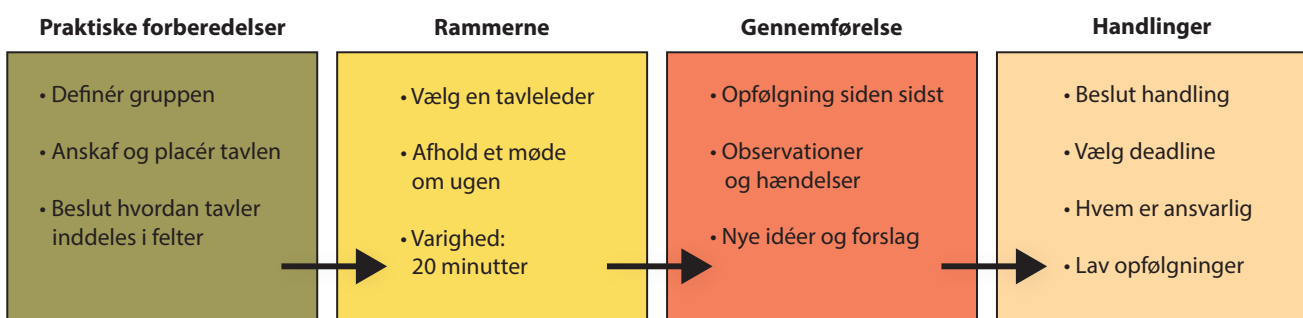 Praktiske forberedelser
• Definér gruppen
• Anskaf og placér tavlen
• Beslut hvordan tavler
inddeles i felter
Rammerne
• Vælg en tavleleder
• Afhold et møde
om ugen
• Varighed:
20 minutter
Gennemførelse
• Opfølgning siden sidst
• Observationer
og hændelser
• Nye idéer og forslag
Handlinger
• Beslut handling
• Vælg deadline
• Hvem er ansvarlig
• Lav opfølgninger